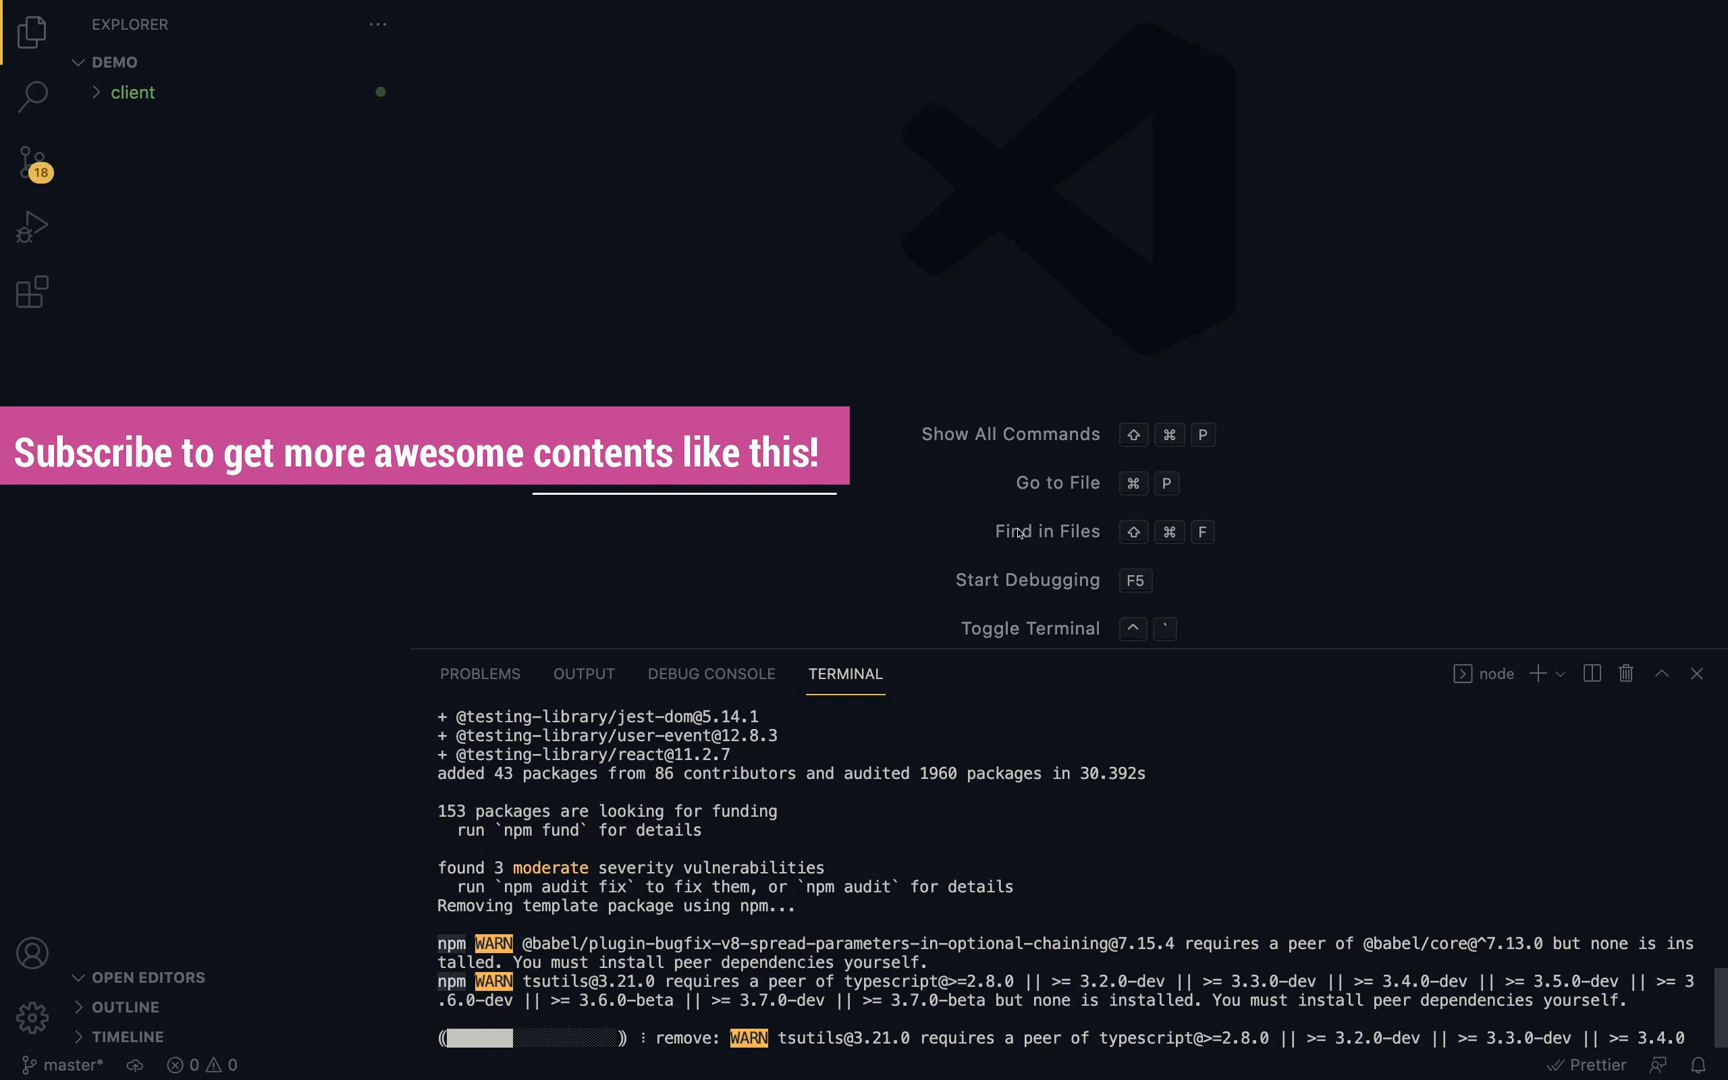 EXPLORER
DEMO
client
18
Subscribe to get more awesome contents like this!
Show All Commands ⇧ ⌘ P
Go to File ⌘ P
Find in Files ⇧ ⌘ F
Start Debugging F5
Toggle Terminal ^ `
PROBLEMS OUTPUT DEBUG CONSOLE TERMINAL
node
+ @testing-library/jest-dom@5.14.1
+ @testing-library/user-event@12.8.3
+ @testing-library/react@11.2.7
added 43 packages from 86 contributors and audited 1960 packages in 30.392s
153 packages are looking for funding
run `npm fund` for details
found 3 moderate severity vulnerabilities
run `npm audit fix` to fix them, or `npm audit` for details
Removing template package using npm...
npm WARN @babel/plugin-bugfix-v8-spread-parameters-in-optional-chaining@7.15.4 requires a peer of @babel/core@^7.13.0 but none is ins
talled. You must install peer dependencies yourself.
npm WARN tsutils@3.21.0 requires a peer of typescript@>=2.8.0 || >= 3.2.0-dev || >= 3.3.0-dev || >= 3.4.0-dev || >= 3.5.0-dev || >= 3
.6.0-dev || >= 3.6.0-beta || >= 3.7.0-dev || >= 3.7.0-beta but none is installed. You must install peer dependencies yourself.
remove: WARN tsutils@3.21.0 requires a peer of typescript@>=2.8.0 || >= 3.2.0-dev || >= 3.3.0-dev || >= 3.4.0
OPEN EDITORS
OUTLINE
TIMELINE
master* 0 0
Prettier